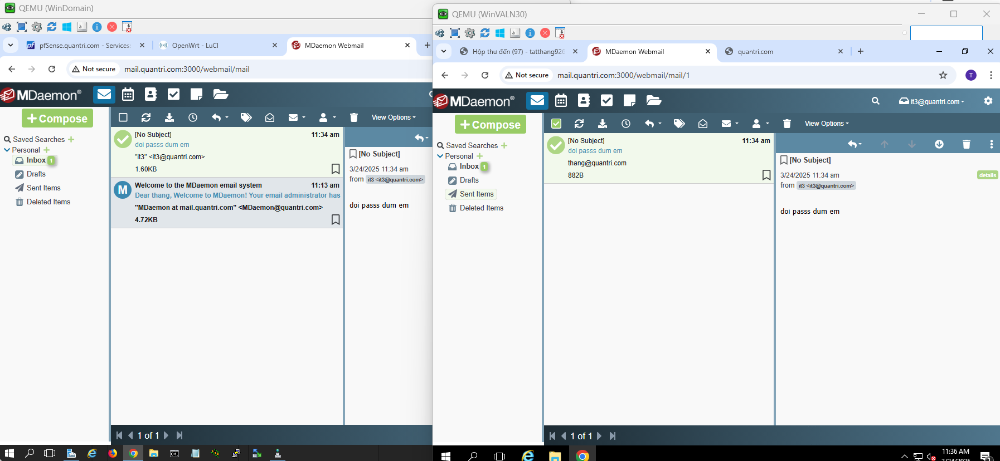 QEMU (WinDomain)
pfSense.quantri.com - Services:
OpenWrt - LuCI
MDaemon Webmail
Not secure
mail.quantri.com:3000/webmail/mail
MDaemon®
+ Compose
View Options
Saved Searches +
Personal +
Inbox 1
Drafts
Sent Items
Deleted Items
[No Subject]
11:34 am
doi passs dum em
"it3" <it3@quantri.com>
1.60KB
M
Welcome to the MDaemon email system
11:13 am
Dear thang, Welcome to MDaemon! Your email administrator has
"MDaemon at mail.quantri.com" <MDaemon@quantri.com>
4.72KB
[No Subject]
3/24/2025 11:34 am
from it3 <it3@quantri.com>
doi passs dum em
1 of 1
QEMU (WinVALN30)
Hộp thư đến (97) - tatthang926
MDaemon Webmail
quantri.com
Not secure
mail.quantri.com:3000/webmail/mail/1
T
MDaemon®
it3@quantri.com
+ Compose
View Options
Saved Searches +
Personal +
Inbox 1
Drafts
Sent Items
Deleted Items
[No Subject]
11:34 am
doi passs dum em
thang@quantri.com
882B
[No Subject]
3/24/2025 11:34 am
details
from it3 <it3@quantri.com>
doi passs dum em
1 of 1
11:36 AM